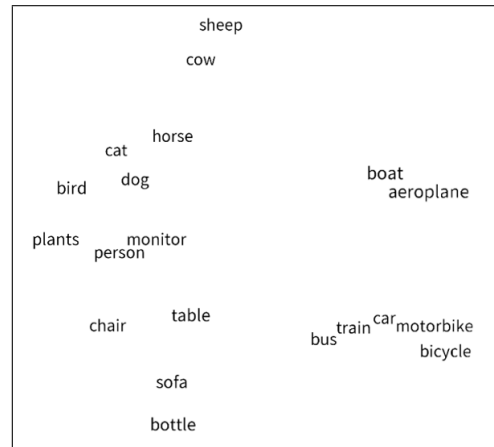 sheep
cow
horse
cat
dog
bird
boat
aeroplane
plants
monitor
person
chair
table
bus
train
car
motorbike
bicycle
sofa
bottle